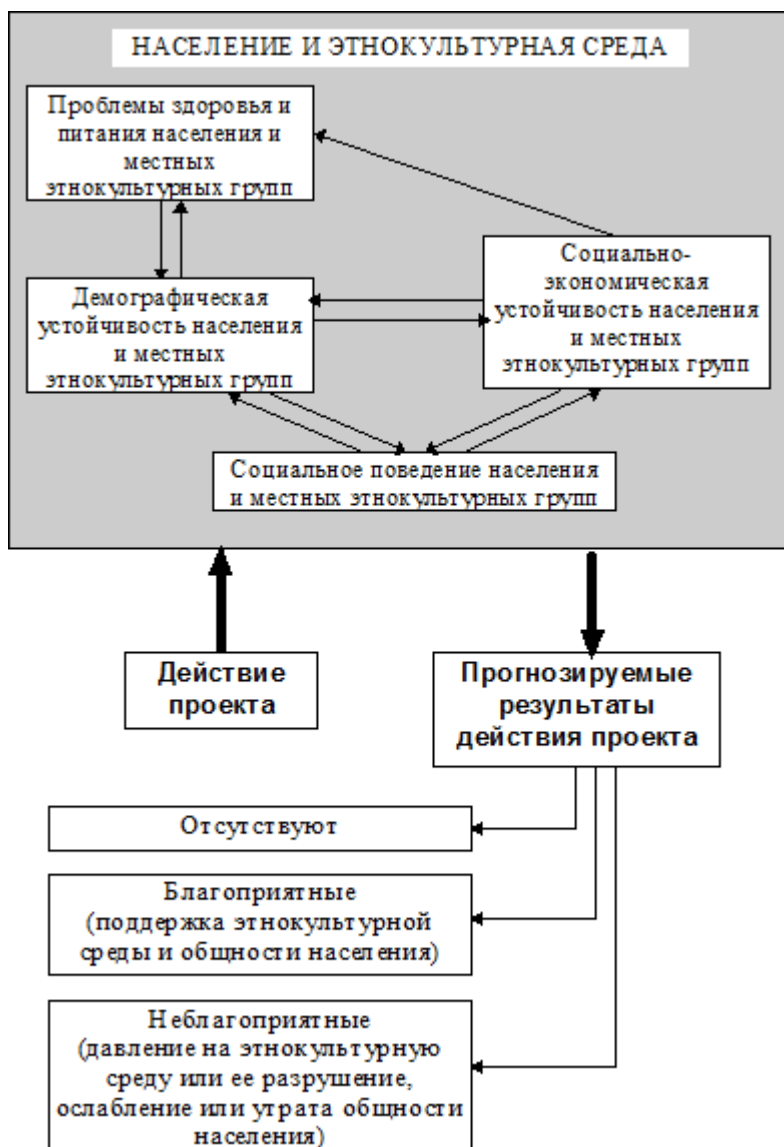 НАСЕЛЕНИЕ И ЭТНОКУЛЬТУРНАЯ СРЕДА
Проблемы здоровья и
питания населения и
местных
этнокультурных групп
Социально-
экономическая
устойчивость населения
и местных
этнокультурных групп
Демографическая
устойчивость населения
и местных
этнокультурных групп
Социальное поведение населения
и местных этнокультурных групп
Действие
проекта
Прогнозируемые
результаты
действия проекта
Отсутствуют
Благоприятные
(поддержка этнокультурной
среды и общности населения)
Неблагоприятные
(давление на этнокультурную
среду или ее разрушение,
ослабление или утрата общности
населения)